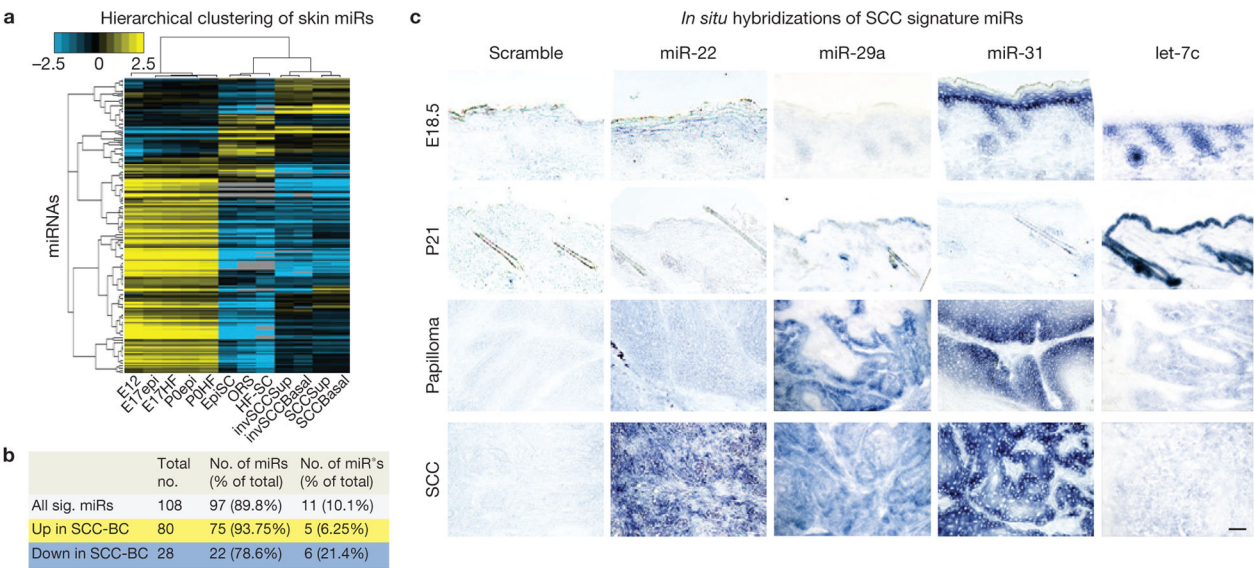 a
Hierarchical clustering of skin miRs
−2.5 0 2.5
miRNAs
E12
E17epi
E17HF
P0epi
P0HF
EpiSC
ORS
HF-SC
invSCCSup
invSCCBasal
SCCSup
SCCBasal
b
Total no. No. of miRs (% of total) No. of miR*s (% of total)
All sig. miRs 108 97 (89.8%) 11 (10.1%)
Up in SCC-BC 80 75 (93.75%) 5 (6.25%)
Down in SCC-BC 28 22 (78.6%) 6 (21.4%)
c
In situ hybridizations of SCC signature miRs
Scramble miR-22 miR-29a miR-31 let-7c
E18.5
P21
Papilloma
SCC